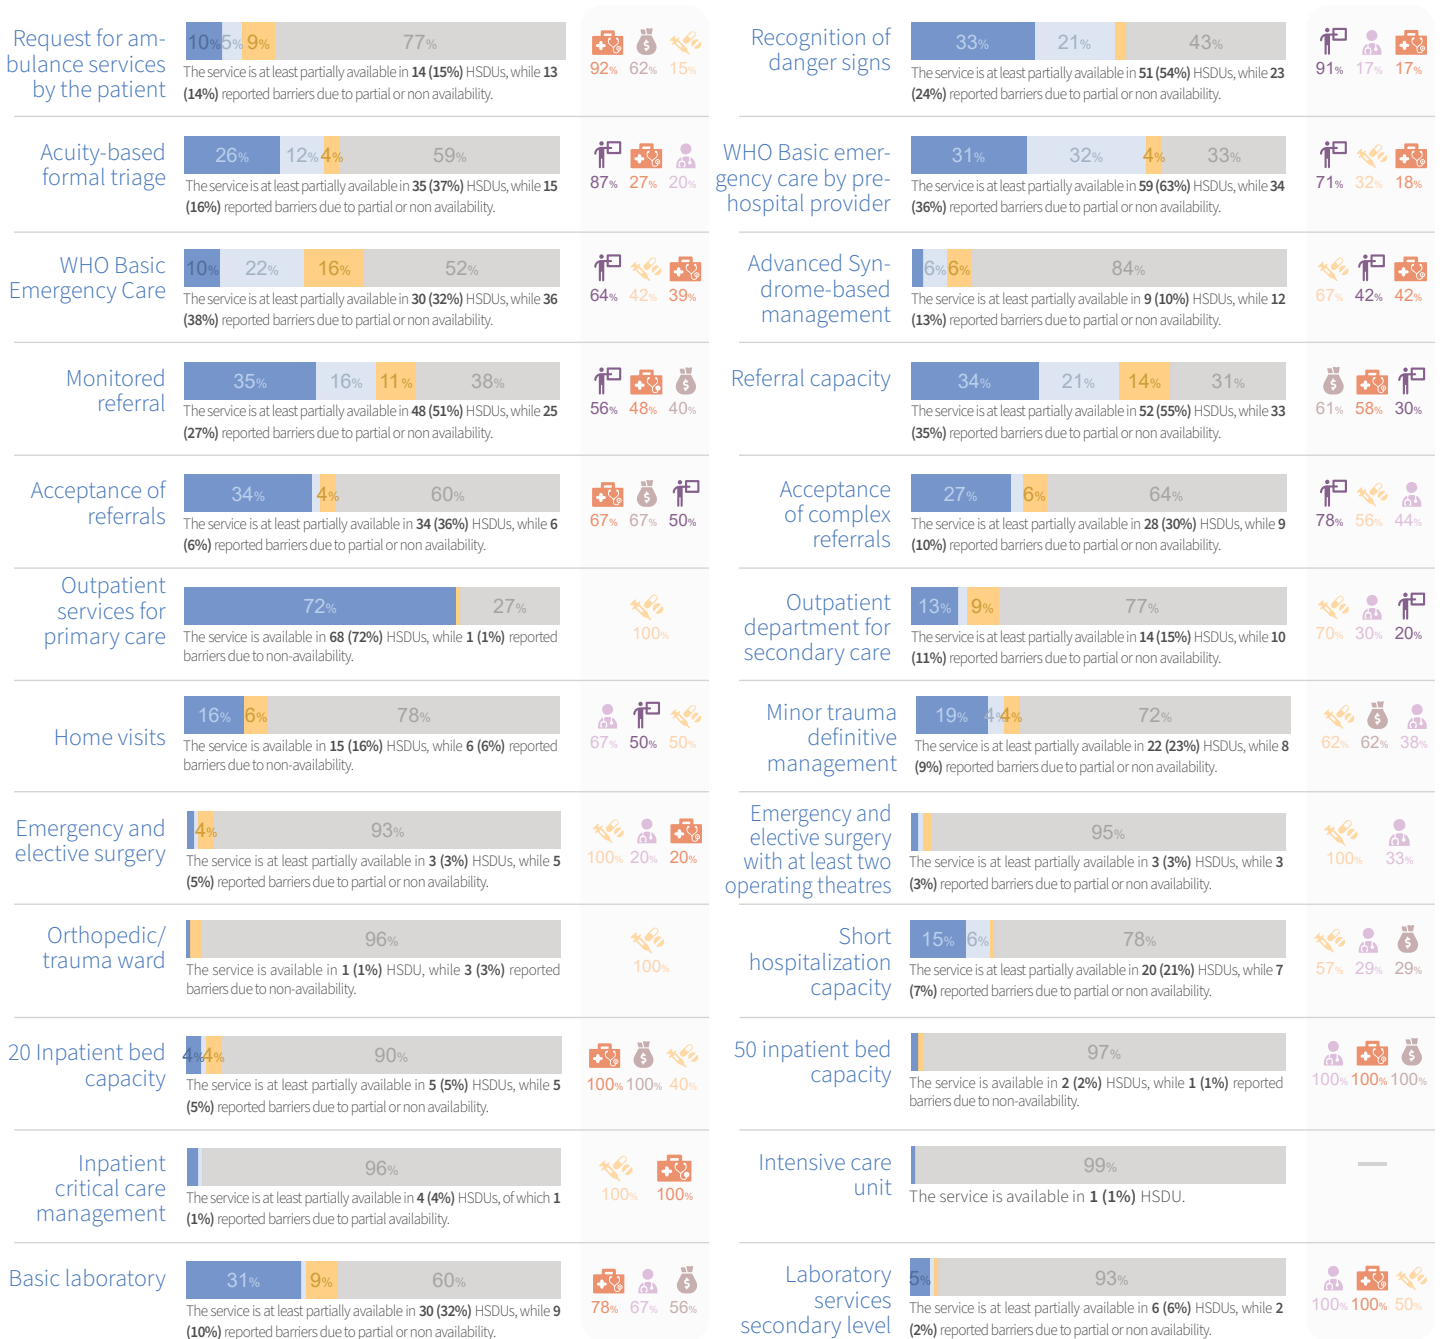 Request for am-
bulance services
by the patient
10% 5% 9% 77%
The service is at least partially available in 14 (15%) HSDUs, while 13
(14%) reported barriers due to partial or non availability.
92% 62% 15%
Recognition of
danger signs
33% 21% 43%
The service is at least partially available in 51 (54%) HSDUs, while 23
(24%) reported barriers due to partial or non availability.
91% 17% 17%
Acuity-based
formal triage
26% 12% 4% 59%
The service is at least partially available in 35 (37%) HSDUs, while 15
(16%) reported barriers due to partial or non availability.
87% 27% 20%
WHO Basic emer-
gency care by pre-
hospital provider
31% 32% 4% 33%
The service is at least partially available in 59 (63%) HSDUs, while 34
(36%) reported barriers due to partial or non availability.
71% 32% 18%
WHO Basic
Emergency Care
10% 22% 16% 52%
The service is at least partially available in 30 (32%) HSDUs, while 36
(38%) reported barriers due to partial or non availability.
64% 42% 39%
Advanced Syn-
drome-based
management
6% 6% 84%
The service is at least partially available in 9 (10%) HSDUs, while 12
(13%) reported barriers due to partial or non availability.
67% 42% 42%
Monitored
referral
35% 16% 11% 38%
The service is at least partially available in 48 (51%) HSDUs, while 25
(27%) reported barriers due to partial or non availability.
56% 48% 40%
Referral capacity
34% 21% 14% 31%
The service is at least partially available in 52 (55%) HSDUs, while 33
(35%) reported barriers due to partial or non availability.
61% 58% 30%
Acceptance of
referrals
34% 4% 60%
The service is at least partially available in 34 (36%) HSDUs, while 6
(6%) reported barriers due to partial or non availability.
67% 67% 50%
Acceptance
of complex
referrals
27% 6% 64%
The service is at least partially available in 28 (30%) HSDUs, while 9
(10%) reported barriers due to partial or non availability.
78% 56% 44%
Outpatient
services for
primary care
72% 27%
The service is available in 68 (72%) HSDUs, while 1 (1%) reported
barriers due to non-availability.
100%
Outpatient
department for
secondary care
13% 9% 77%
The service is at least partially available in 14 (15%) HSDUs, while 10
(11%) reported barriers due to partial or non availability.
70% 30% 20%
Home visits
16% 6% 78%
The service is available in 15 (16%) HSDUs, while 6 (6%) reported
barriers due to non-availability.
67% 50% 50%
Minor trauma
definitive
management
19% 4% 4% 72%
The service is at least partially available in 22 (23%) HSDUs, while 8
(9%) reported barriers due to partial or non availability.
62% 62% 38%
Emergency and
elective surgery
4% 93%
The service is at least partially available in 3 (3%) HSDUs, while 5
(5%) reported barriers due to partial or non availability.
100% 20% 20%
Emergency and
elective surgery
with at least two
operating theatres
95%
The service is at least partially available in 3 (3%) HSDUs, while 3
(3%) reported barriers due to partial or non availability.
100% 33%
Orthopedic/
trauma ward
96%
The service is available in 1 (1%) HSDU, while 3 (3%) reported
barriers due to non-availability.
100%
Short
hospitalization
capacity
15% 6% 78%
The service is at least partially available in 20 (21%) HSDUs, while 7
(7%) reported barriers due to partial or non availability.
57% 29% 29%
20 Inpatient bed
capacity
4% 4% 90%
The service is at least partially available in 5 (5%) HSDUs, while 5
(5%) reported barriers due to partial or non availability.
100% 100% 40%
50 inpatient bed
capacity
97%
The service is available in 2 (2%) HSDUs, while 1 (1%) reported
barriers due to non-availability.
100% 100% 100%
Inpatient
critical care
management
96%
The service is at least partially available in 4 (4%) HSDUs, of which 1
(1%) reported barriers due to partial availability.
100% 100%
Intensive care
unit
99%
The service is available in 1 (1%) HSDU.
Basic laboratory
31% 9% 60%
The service is at least partially available in 30 (32%) HSDUs, while 9
(10%) reported barriers due to partial or non availability.
78% 67% 56%
Laboratory
services
secondary level
5% 93%
The service is at least partially available in 6 (6%) HSDUs, while 2
(2%) reported barriers due to partial or non availability.
100% 100% 50%